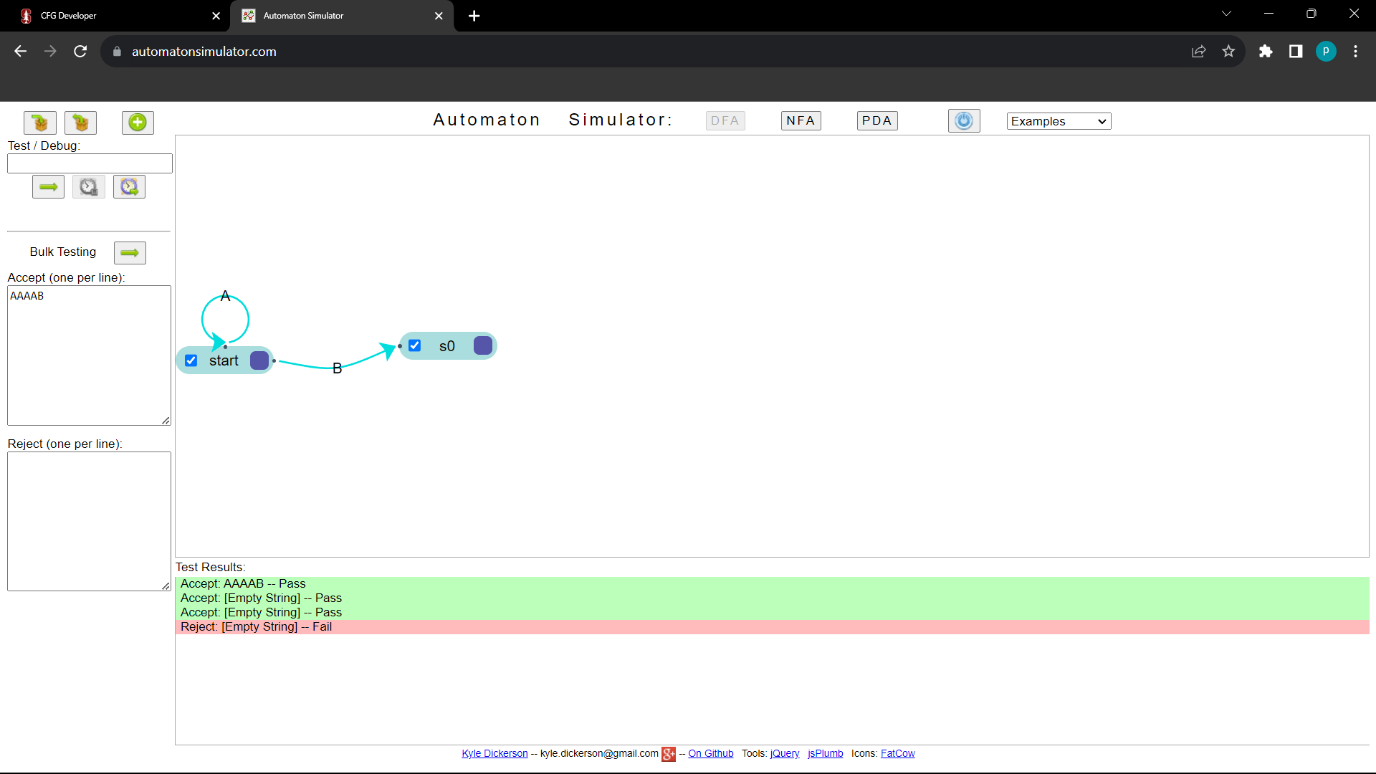 CFG Developer
Automaton Simulator
automatonsimulator.com
P
Automaton Simulator:
DFA
NFA
PDA
Examples
Test / Debug:
Bulk Testing
Accept (one per line):
AAAAB
Reject (one per line):
A
start
B
s0
Test Results:
Accept: AAAAB -- Pass
Accept: [Empty String] -- Pass
Accept: [Empty String] -- Pass
Reject: [Empty String] -- Fail
Kyle Dickerson -- kyle.dickerson@gmail.com g+ -- On Github Tools: jQuery jsPlumb Icons: FatCow